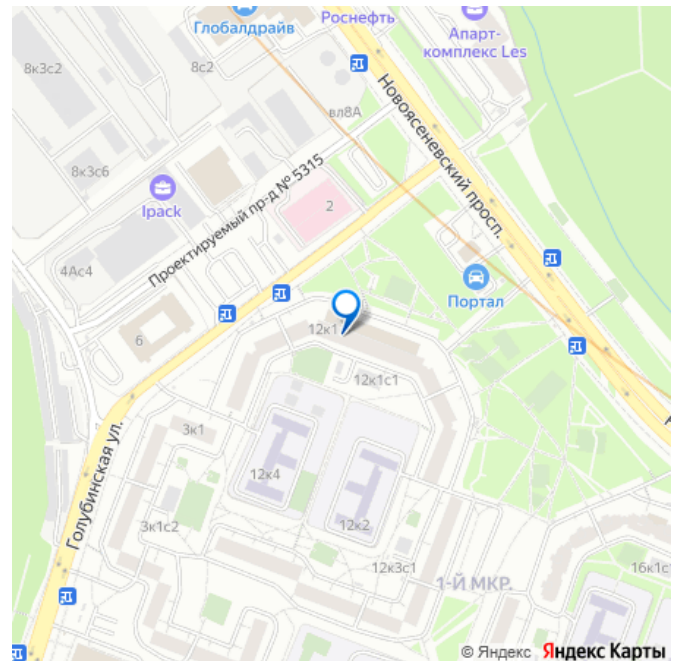 Глобалдрайв
Роснефть
Апарт-
комплекс Les
8к3с2
8с2
вл8А
Новоясеневский просп.
8к3с6
Ipack
Проектируемый пр-д № 5315
2
4Ас4
Портал
6
12к1
12к1с1
3к1
Голубинская ул.
12к4
3к1с2
12к2
12к3с1
1-Й МКР.
16к1с1
© Яндекс Яндекс Карты